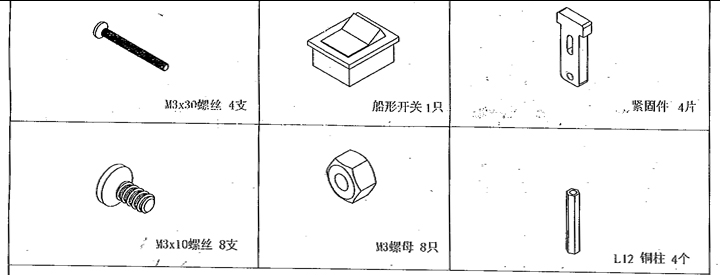 M3x30螺丝 4支
船形开关1只
紧固件 4片
M3x10螺丝 8支
M3螺母 8只
L12 铜柱 4个